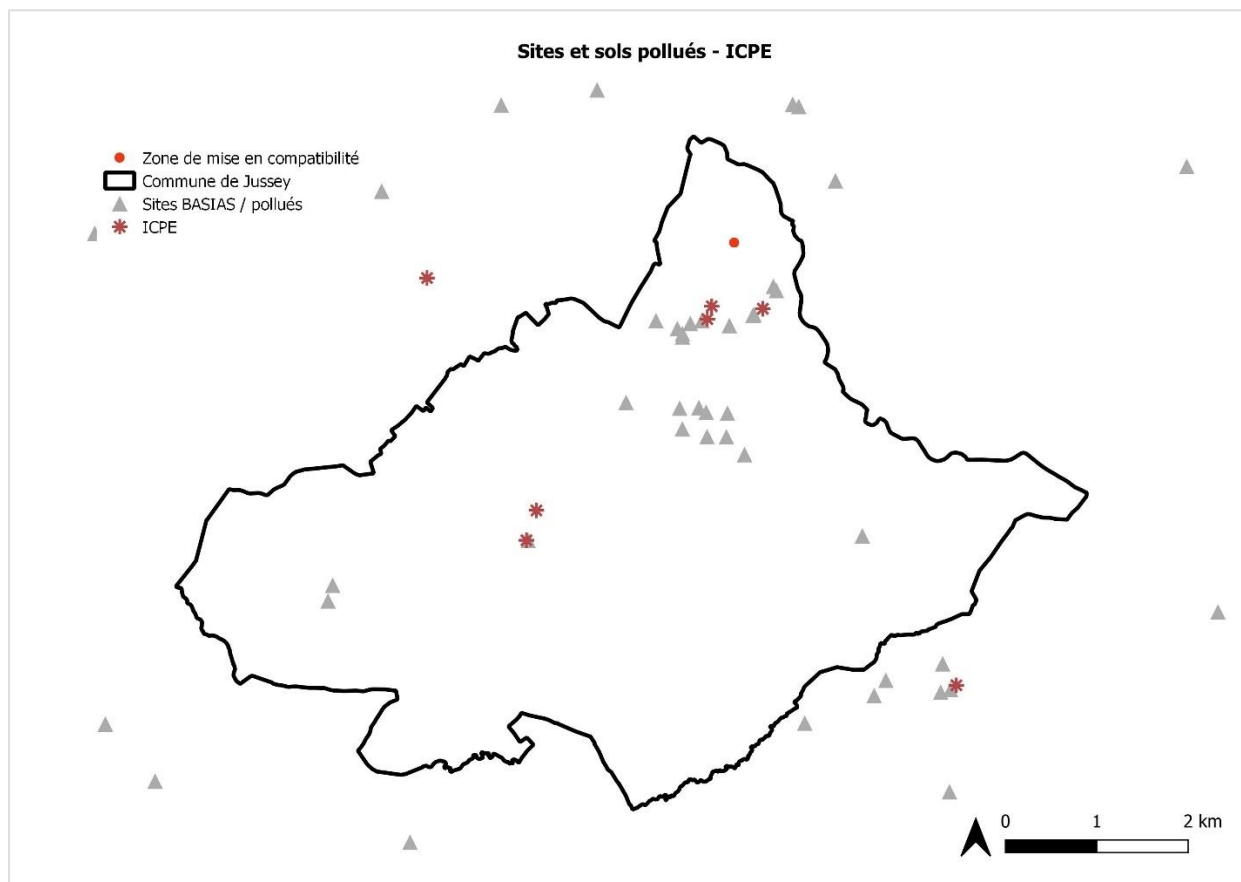 Sites et sols pollués - ICPE
Zone de mise en compatibilité
Commune de Jussey
Sites BASIAS / pollués
ICPE
0 1 2 km